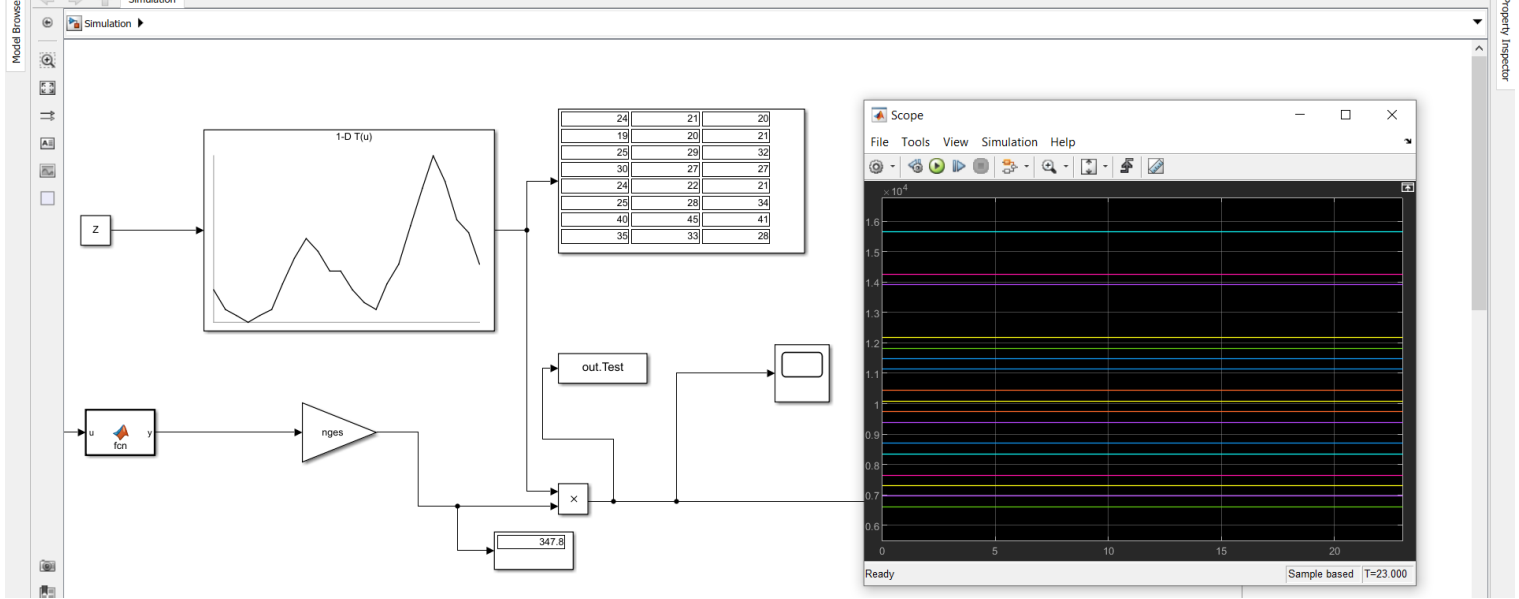 Simulation
Model Browse
Simulation
Property Inspector
1-D T(u)
Z
24 21 20
19 20 21
25 29 32
30 27 27
24 22 21
25 28 34
40 45 41
35 33 28
out.Test
u
fcn
y
nges
×
347.8
Scope
File Tools View Simulation Help
×10^4
1.6
1.5
1.4
1.3
1.2
1.1
1
0.9
0.8
0.7
0.6
0 5 10 15 20
Ready
Sample based T=23.000